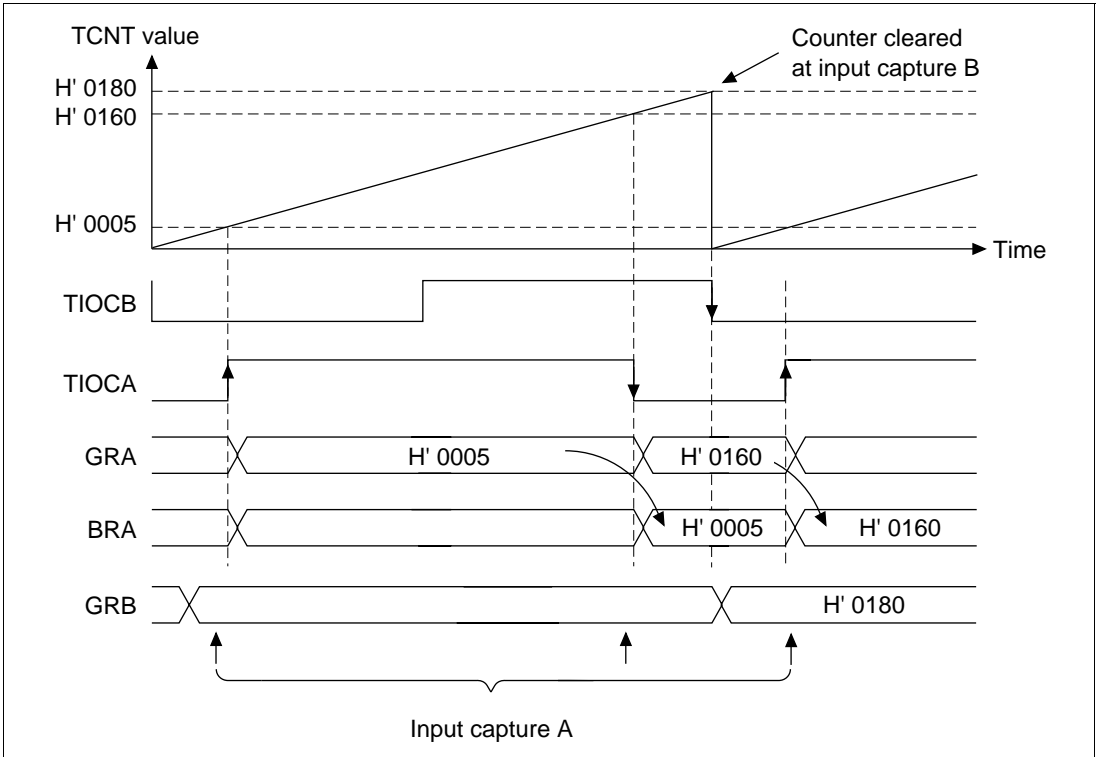 TCNT value
Counter cleared
at input capture B
H' 0180
H' 0160
H' 0005
Time
TIOCB
TIOCA
GRA
H' 0005
H' 0160
BRA
H' 0005
H' 0160
GRB
H' 0180
Input capture A